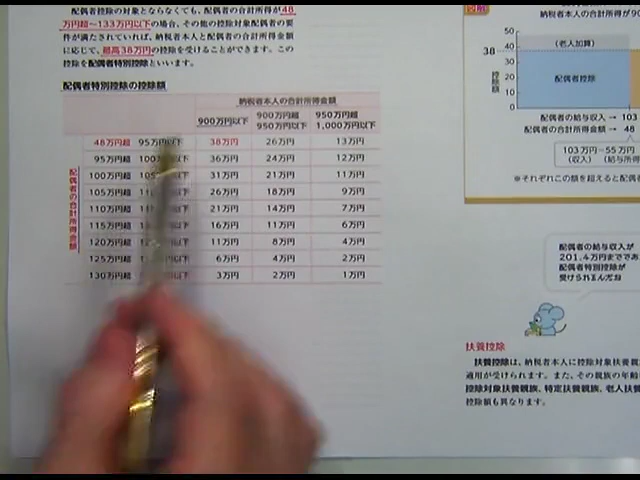 配偶者控除の対象とならなくても、配偶者の合計所得が48
万円超〜133万円以下の場合、その他の控除対象配偶者の要
件が満たされていれば、納税者本人と配偶者の合計所得金額
に応じて、最高38万円の控除を受けることができます。この
控除を配偶者特別控除といいます。
配偶者特別控除の控除額
納税者本人の合計所得金額
900万円以下 900万円超 950万円以下 950万円超 1,000万円以下
配偶者の合計所得金額
48万円超 95万円以下 38万円 26万円 13万円
95万円超 36万円 24万円 12万円
100万円超 31万円 21万円 11万円
105万円超 26万円 18万円 9万円
110万円超 21万円 14万円 7万円
115万円超 16万円 11万円 6万円
120万円超 11万円 8万円 4万円
125万円超 6万円 4万円 2万円
130万円超 3万円 2万円 1万円
納税者本人の合計所得が90
控除額
50
40
38
30
20
10
0
(老人加算)
配偶者控除
配偶者の給与収入 → 103
合計所得金額 → 48
103万円−55万円
(収入)
※それぞれこの額を超えると配偶者
配偶者の給与収入が
201.4万円までであ
配偶者特別控除が
受けられるんだね
扶養控除
扶養控除は、納税者本人に控除対象扶養親
適用が受けられます。また、その親族の年齢
控除対象扶養親族、特定扶養親族、老人扶
控除額も異なります。